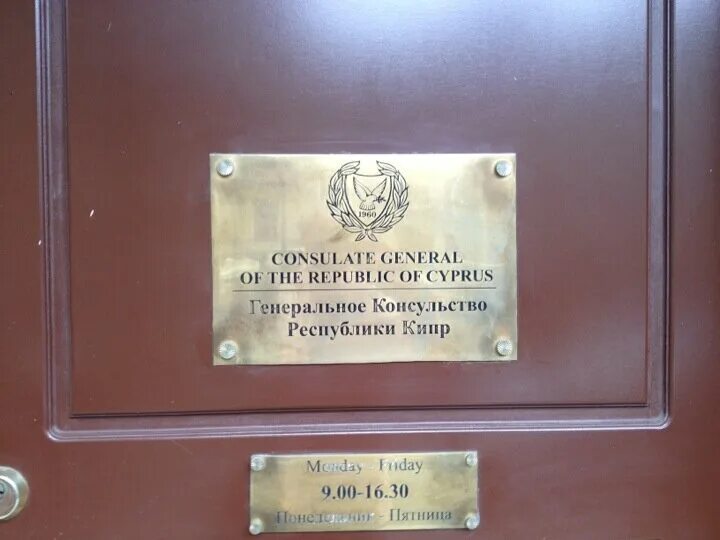 1960
CONSULATE GENERAL
OF THE REPUBLIC OF CYPRUS
Генеральное Консульство
Республики Кипр
Monday - Friday
9.00-16.30
Понедельник - Пятница